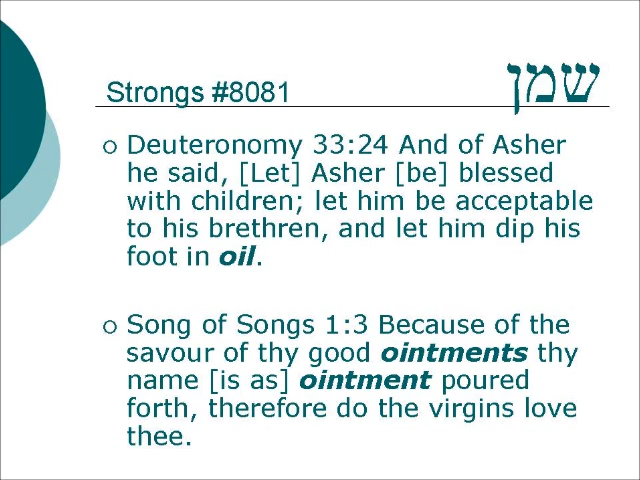 Strongs #8081 שמן
Deuteronomy 33:24 And of Asher
he said, [Let] Asher [be] blessed
with children; let him be acceptable
to his brethren, and let him dip his
foot in oil.
Song of Songs 1:3 Because of the
savour of thy good ointments thy
name [is as] ointment poured
forth, therefore do the virgins love
thee.